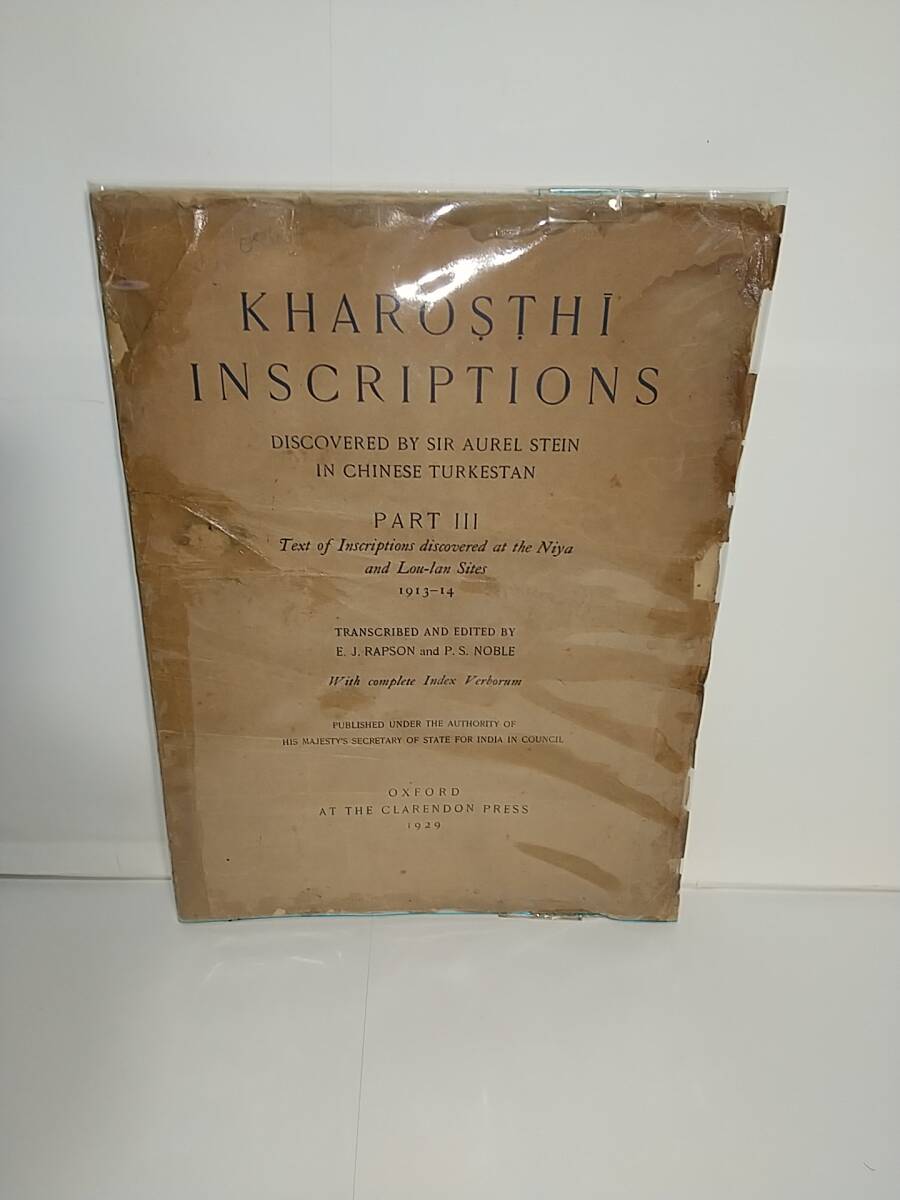 KHAROṢṬHĪ
INSCRIPTIONS
DISCOVERED BY SIR AUREL STEIN
IN CHINESE TURKESTAN
PART III
Text of Inscriptions discovered at the Niya
and Lou-lan Sites
1913–14
TRANSCRIBED AND EDITED BY
E. J. RAPSON and P. S. NOBLE
With complete Index Verborum
PUBLISHED UNDER THE AUTHORITY OF
HIS MAJESTY'S SECRETARY OF STATE FOR INDIA IN COUNCIL
OXFORD
AT THE CLARENDON PRESS
1929